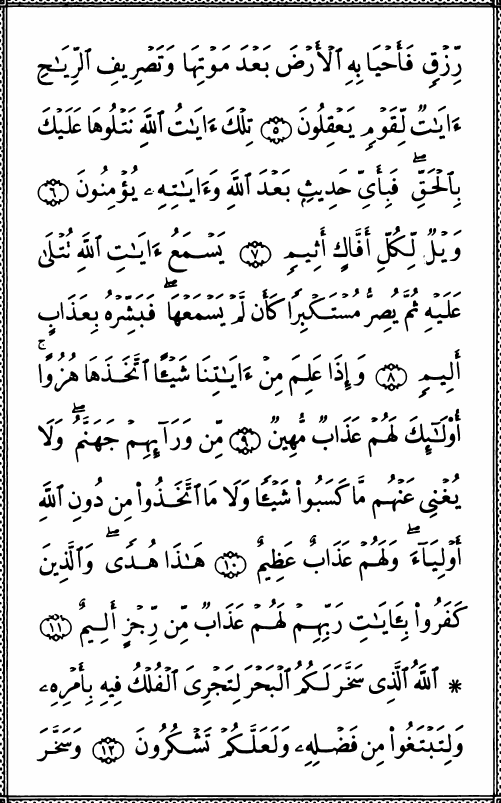 رِّزْقٍ فَأَحْيَا بِهِ ٱلْأَرْضَ بَعْدَ مَوْتِهَا وَتَصْرِيفِ ٱلرِّيَٰحِ
ءَايَٰتٌ لِّقَوْمٍ يَعْقِلُونَ ٥ تِلْكَ ءَايَٰتُ ٱللَّهِ نَتْلُوهَا عَلَيْكَ
بِٱلْحَقِّۖ فَبِأَىِّ حَدِيثٍۭ بَعْدَ ٱللَّهِ وَءَايَٰتِهِۦ يُؤْمِنُونَ ٦
وَيْلٌ لِّكُلِّ أَفَّاكٍ أَثِيمٍ ٧ يَسْمَعُ ءَايَٰتِ ٱللَّهِ تُتْلَىٰ
عَلَيْهِ ثُمَّ يُصِرُّ مُسْتَكْبِرًا كَأَن لَّمْ يَسْمَعْهَاۖ فَبَشِّرْهُ بِعَذَابٍ
أَلِيمٍ ٨ وَإِذَا عَلِمَ مِنْ ءَايَٰتِنَا شَيْـًٔا ٱتَّخَذَهَا هُزُوًاۚ
أُوْلَٰٓئِكَ لَهُمْ عَذَابٌ مُّهِينٌ ٩ مِّن وَرَآئِهِمْ جَهَنَّمُۖ وَلَا
يُغْنِى عَنْهُم مَّا كَسَبُواْ شَيْـًٔا وَلَا مَا ٱتَّخَذُواْ مِن دُونِ ٱللَّهِ
أَوْلِيَآءَۖ وَلَهُمْ عَذَابٌ عَظِيمٌ ١٠ هَٰذَا هُدًىۖ وَٱلَّذِينَ
كَفَرُواْ بِـَٔايَٰتِ رَبِّهِمْ لَهُمْ عَذَابٌ مِّن رِّجْزٍ أَلِيمٌ ١١
* ٱللَّهُ ٱلَّذِى سَخَّرَ لَكُمُ ٱلْبَحْرَ لِتَجْرِىَ ٱلْفُلْكُ فِيهِ بِأَمْرِهِۦ
وَلِتَبْتَغُواْ مِن فَضْلِهِۦ وَلَعَلَّكُمْ تَشْكُرُونَ ١٢ وَسَخَّرَ